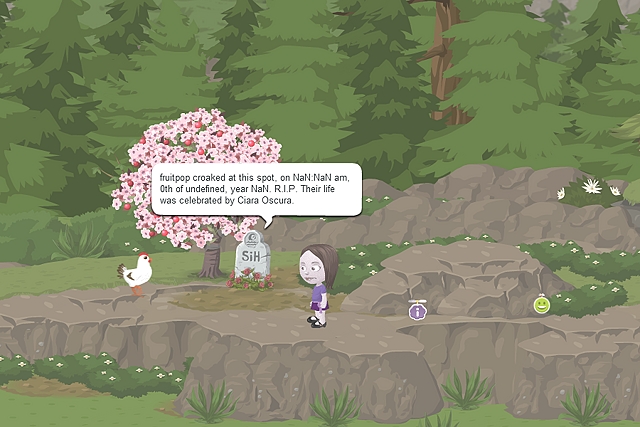 fruitpop croaked at this spot, on NaN:NaN am,
0th of undefined, year NaN. R.I.P. Their life
was celebrated by Ciara Oscura.
SiH
i